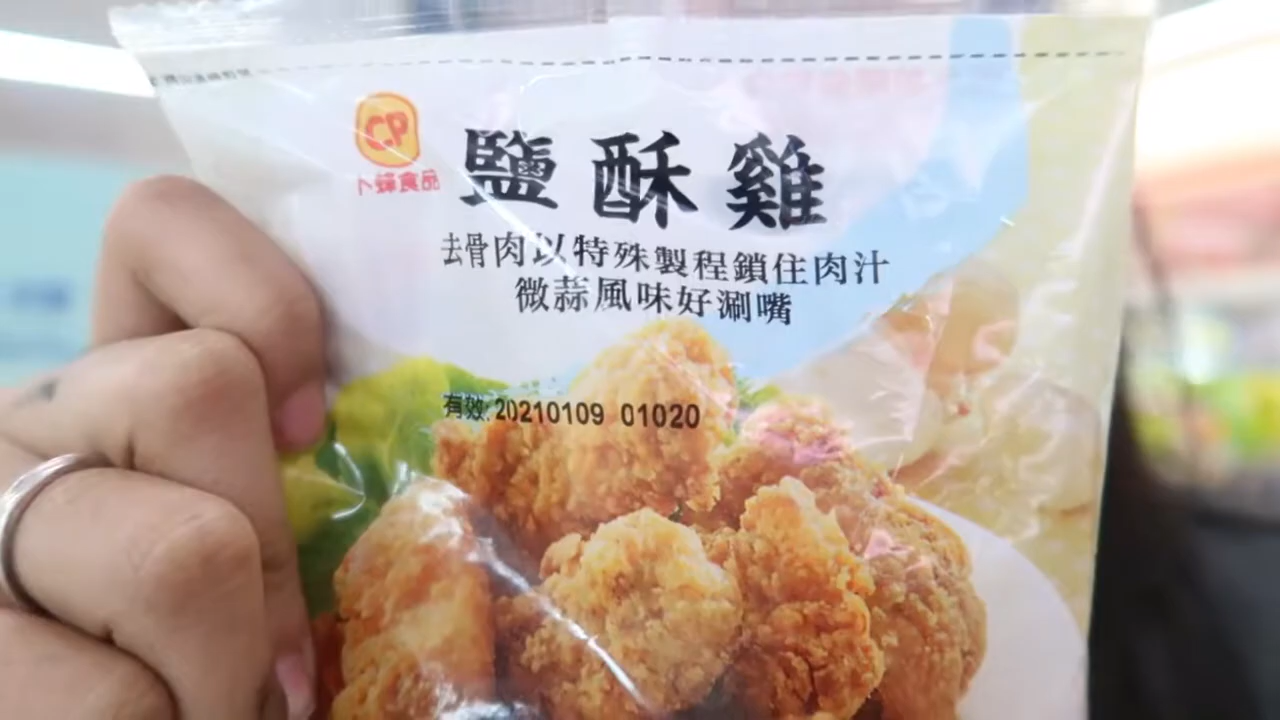 CP
卜蜂食品
鹽酥雞
去骨肉以特殊製程鎖住肉汁
微蒜風味好涮嘴
有效:20210109 01020